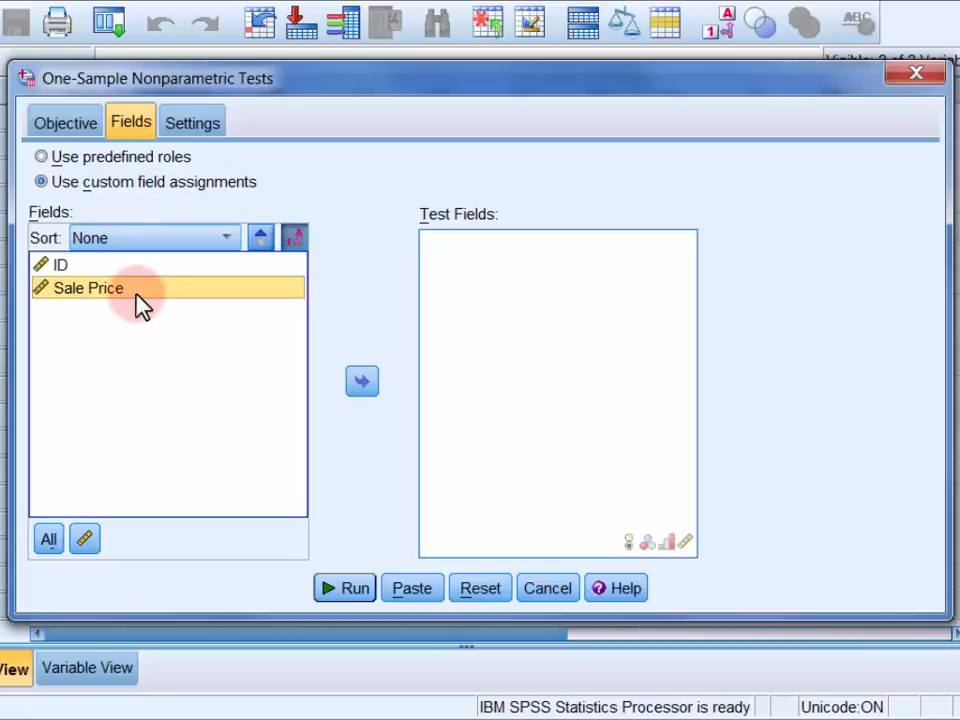 A
1
ABC
One-Sample Nonparametric Tests
Objective
Fields
Settings
Use predefined roles
Use custom field assignments
Fields:
Test Fields:
Sort: None
ID
Sale Price
All
Run
Paste
Reset
Cancel
Help
View
Variable View
IBM SPSS Statistics Processor is ready
Unicode:ON